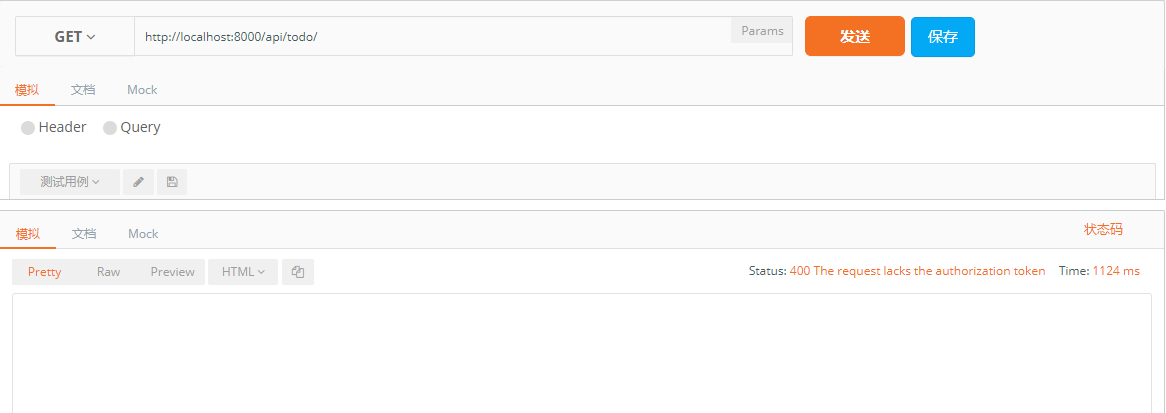 GET http://localhost:8000/api/todo/ Params 发送 保存
模拟 文档 Mock
Header Query
测试用例
模拟 文档 Mock 状态码
Pretty Raw Preview HTML Status: 400 The request lacks the authorization token Time: 1124 ms